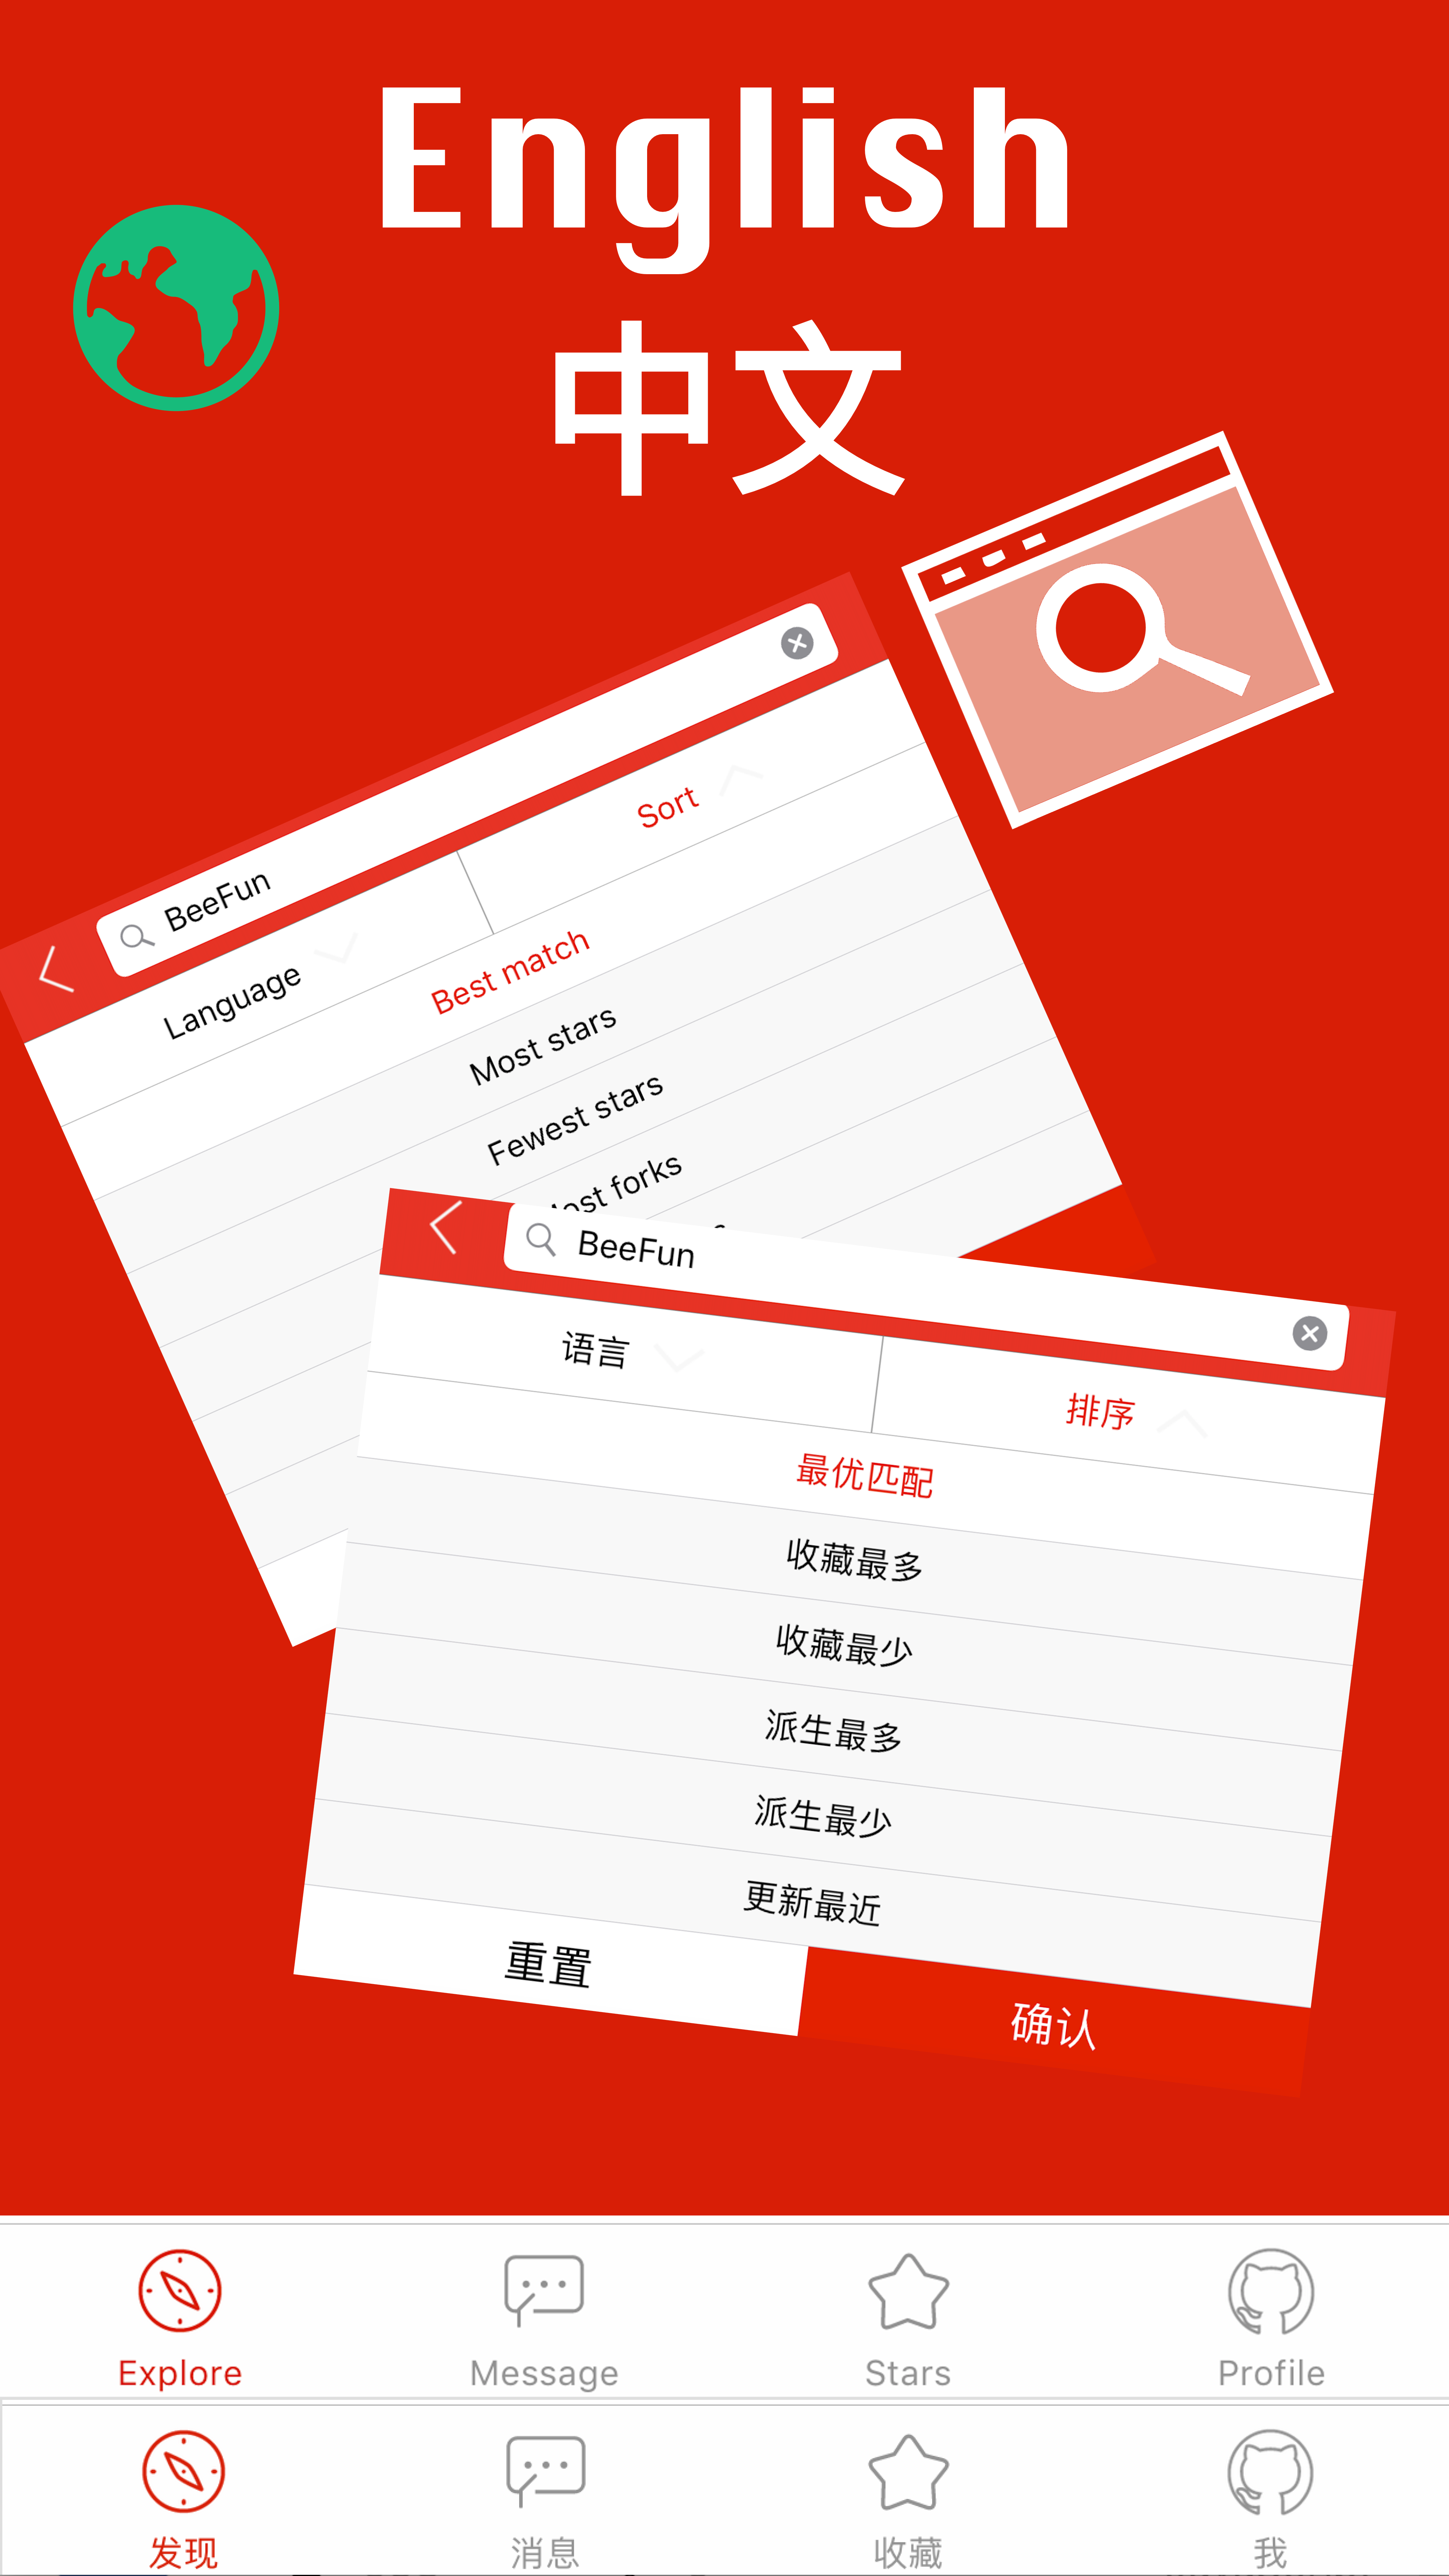 English
中文
BeeFun
Language
Sort
Best match
Most stars
Fewest stars
ost forks
BeeFun
语言
排序
最优匹配
收藏最多
收藏最少
派生最多
派生最少
更新最近
重置
确认
Explore
Message
Stars
Profile
发现
消息
收藏
我